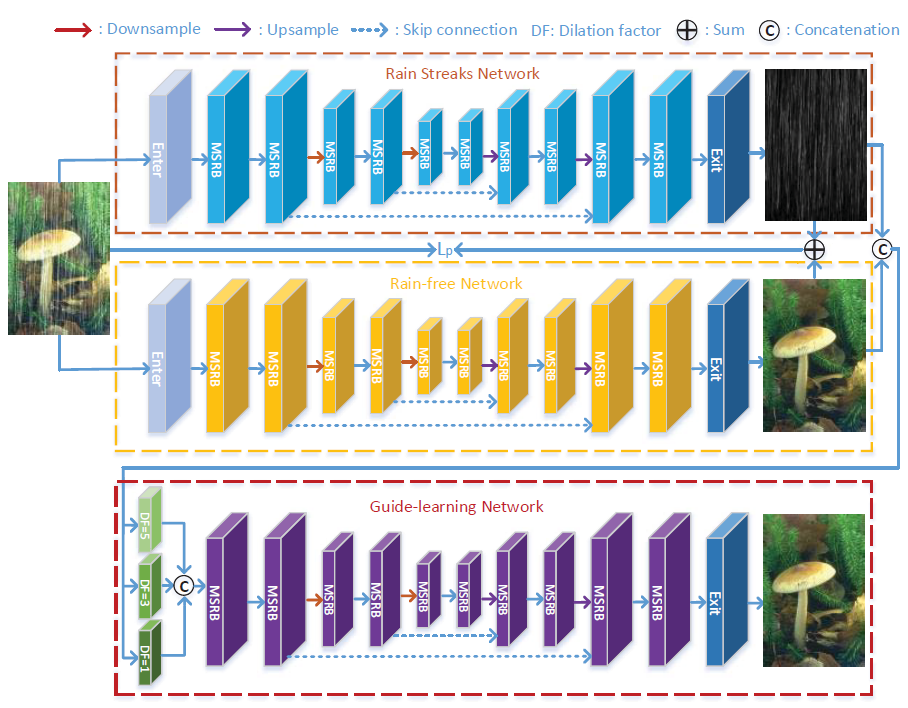 : Downsample : Upsample : Skip connection DF: Dilation factor : Sum C : Concatenation
Rain Streaks Network
Enter MSRB MSRB MSRB MSRB MSRB MSRB MSRB MSRB MSRB MSRB Exit
Lp
C
Rain-free Network
Enter MSRB MSRB MSRB MSRB MSRB MSRB MSRB MSRB MSRB MSRB Exit
Guide-learning Network
DF=5
DF=3
DF=1
C
MSRB MSRB MSRB MSRB MSRB MSRB MSRB MSRB MSRB MSRB Exit